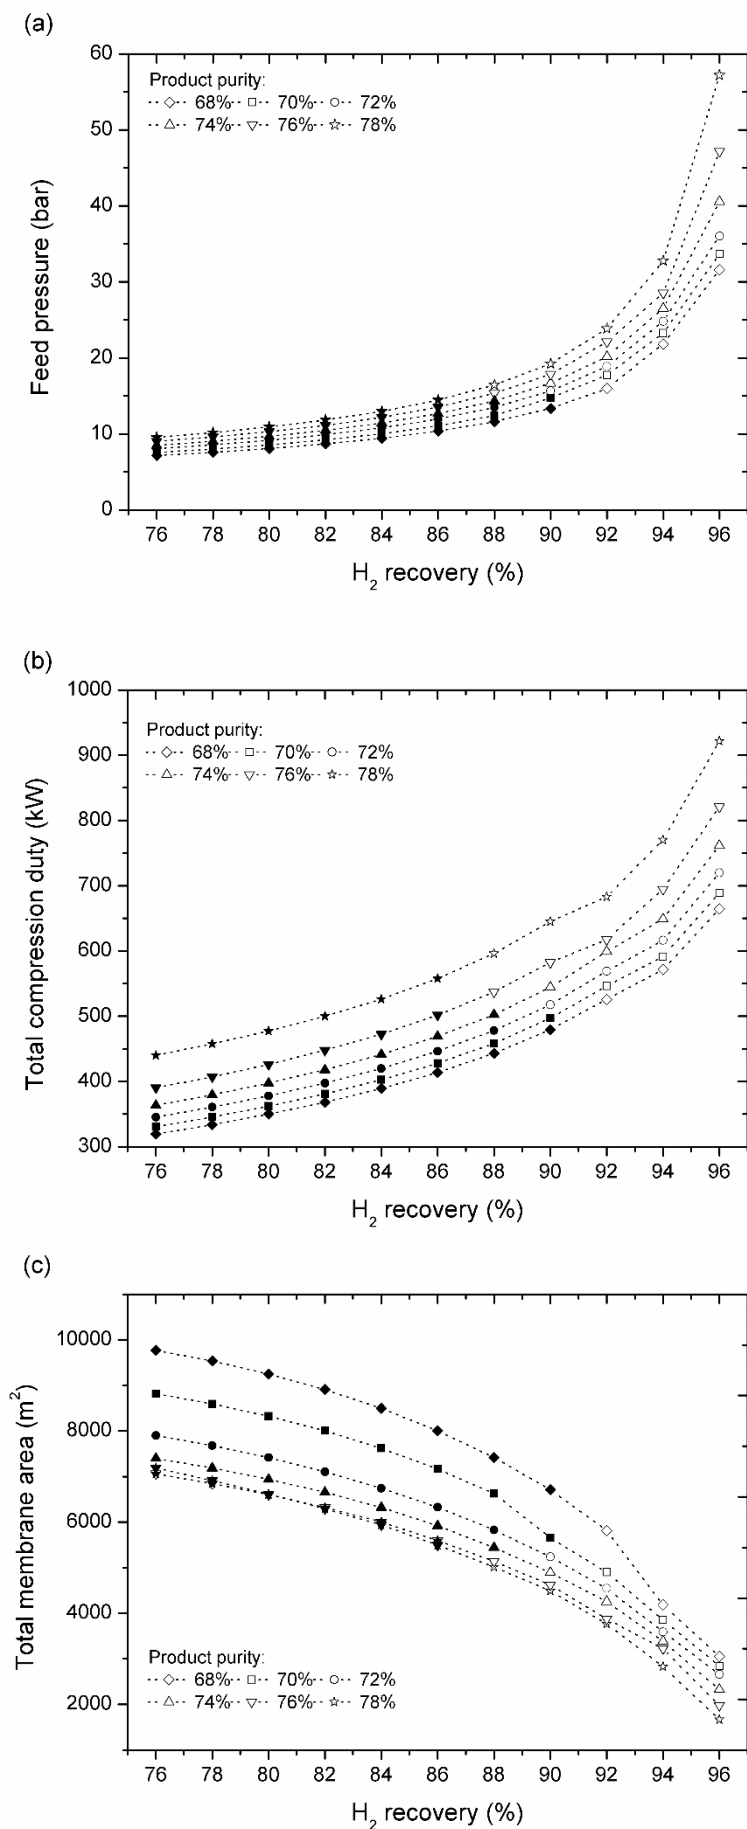 (a)
60
50
40
30
20
10
0
Feed pressure (bar)
Product purity:
68% 70% 72%
74% 76% 78%
76 78 80 82 84 86 88 90 92 94 96
H₂ recovery (%)
(b)
1000
900
800
700
600
500
400
300
Total compression duty (kW)
Product purity:
68% 70% 72%
74% 76% 78%
76 78 80 82 84 86 88 90 92 94 96
H₂ recovery (%)
(c)
10000
8000
6000
4000
2000
Total membrane area (m²)
Product purity:
68% 70% 72%
74% 76% 78%
76 78 80 82 84 86 88 90 92 94 96
H₂ recovery (%)